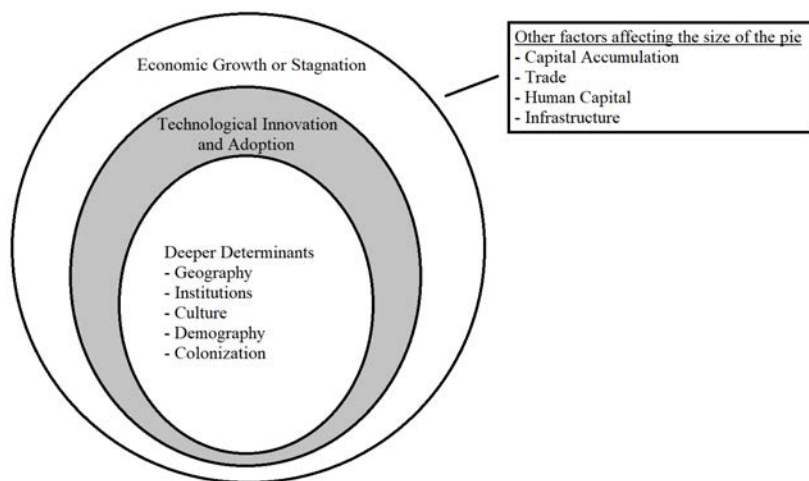 Economic Growth or Stagnation
Technological Innovation
and Adoption
Deeper Determinants
- Geography
- Institutions
- Culture
- Demography
- Colonization
Other factors affecting the size of the pie
- Capital Accumulation
- Trade
- Human Capital
- Infrastructure